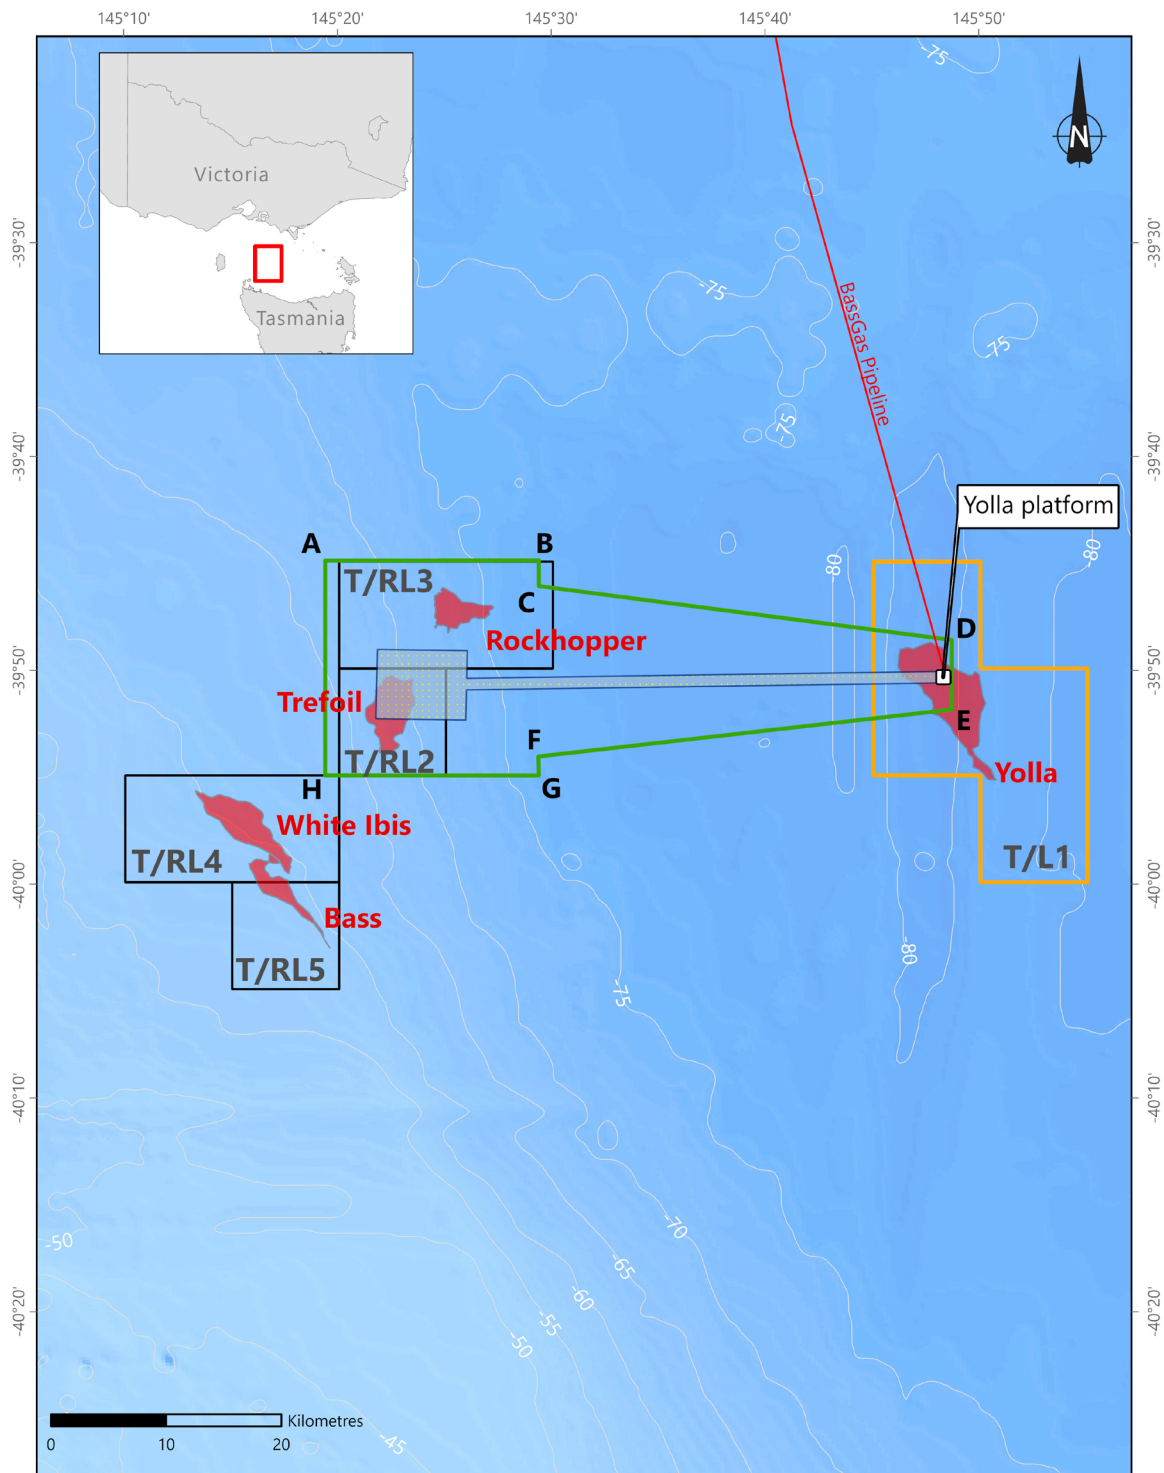 145°10'
145°20'
145°30'
145°40'
145°50'
-75
N
Victoria
Tasmania
-39°30'
-39°30'
-75
-75
BassGas Pipeline
-75
-39°40'
-39°40'
Yolla platform
A
B
-80
-80
T/RL3
C
Rockhopper
D
-39°50'
-39°50'
Trefoil
E
F
T/RL2
Yolla
H
G
White Ibis
T/RL4
T/L1
-40°00'
-40°00'
Bass
-80
T/RL5
-75
-40°10'
-40°10'
-70
-50
-65
-60
-40°20'
-40°20'
-55
-50
Kilometres
0
10
20
-45